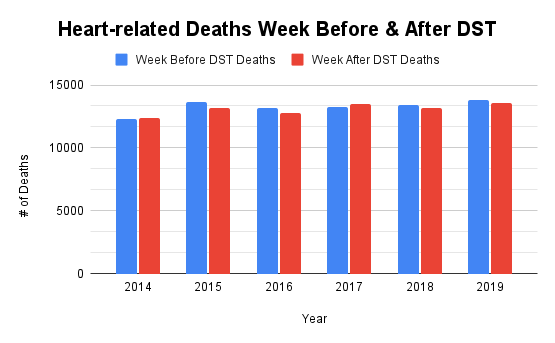 Heart-related Deaths Week Before & After DST
Week Before DST Deaths Week After DST Deaths
15000
10000
5000
0
# of Deaths
2014 2015 2016 2017 2018 2019
Year